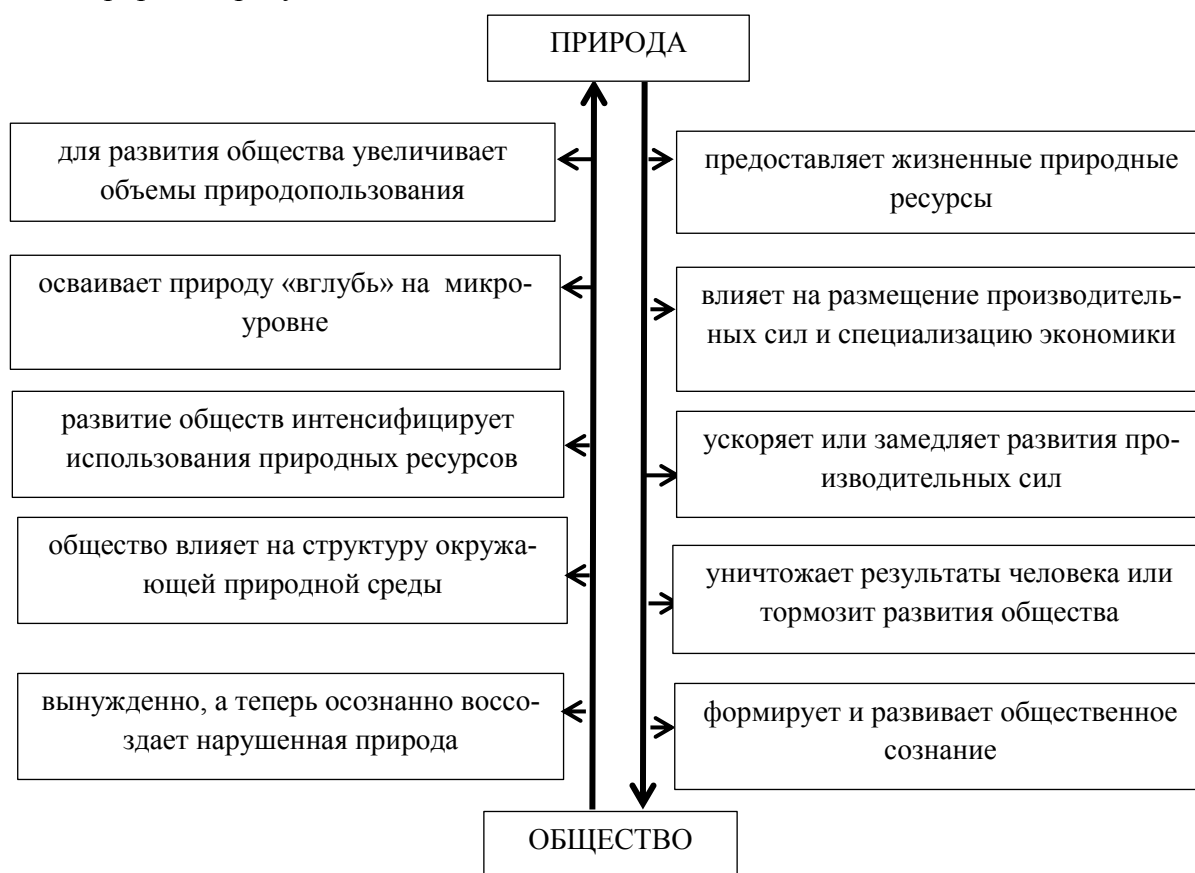 ПРИРОДА
для развития общества увеличивает
объемы природопользования
предоставляет жизненные природные
ресурсы
осваивает природу «вглубь» на микро-
уровне
влияет на размещение производитель-
ных сил и специализацию экономики
развитие обществ интенсифицирует
использования природных ресурсов
ускоряет или замедляет развития про-
изводительных сил
общество влияет на структуру окружа-
ющей природной среды
уничтожает результаты человека или
тормозит развития общества
вынужденно, а теперь осознанно воссо-
здает нарушенная природа
формирует и развивает общественное
сознание
ОБЩЕСТВО